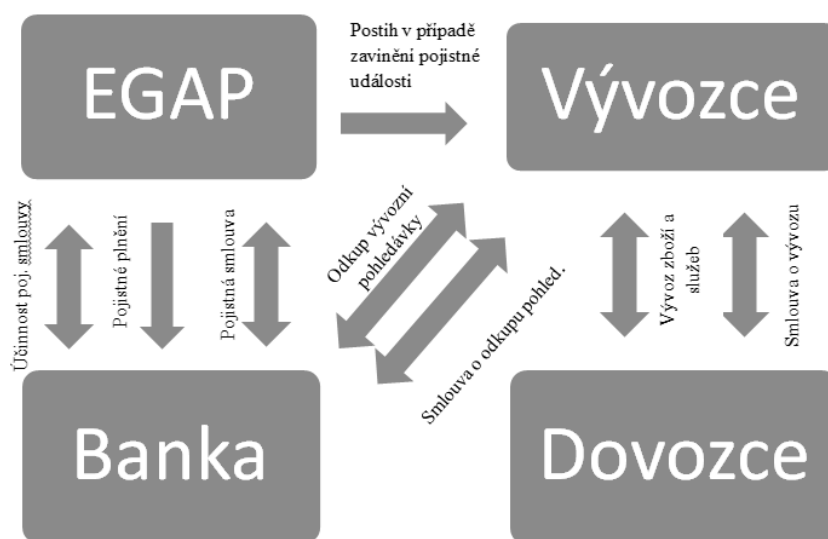 EGAP
Postih v případě
zavinění pojistné
události
Vývozce
Účinnost poj. smlouvy
Pojistné plnění
Pojistná smlouva
Odkup vývozní
pohledávky
Smlouva o odkupu pohled.
Vývoz zboží a
služeb
Smlouva o vývozu
Banka
Dovozce